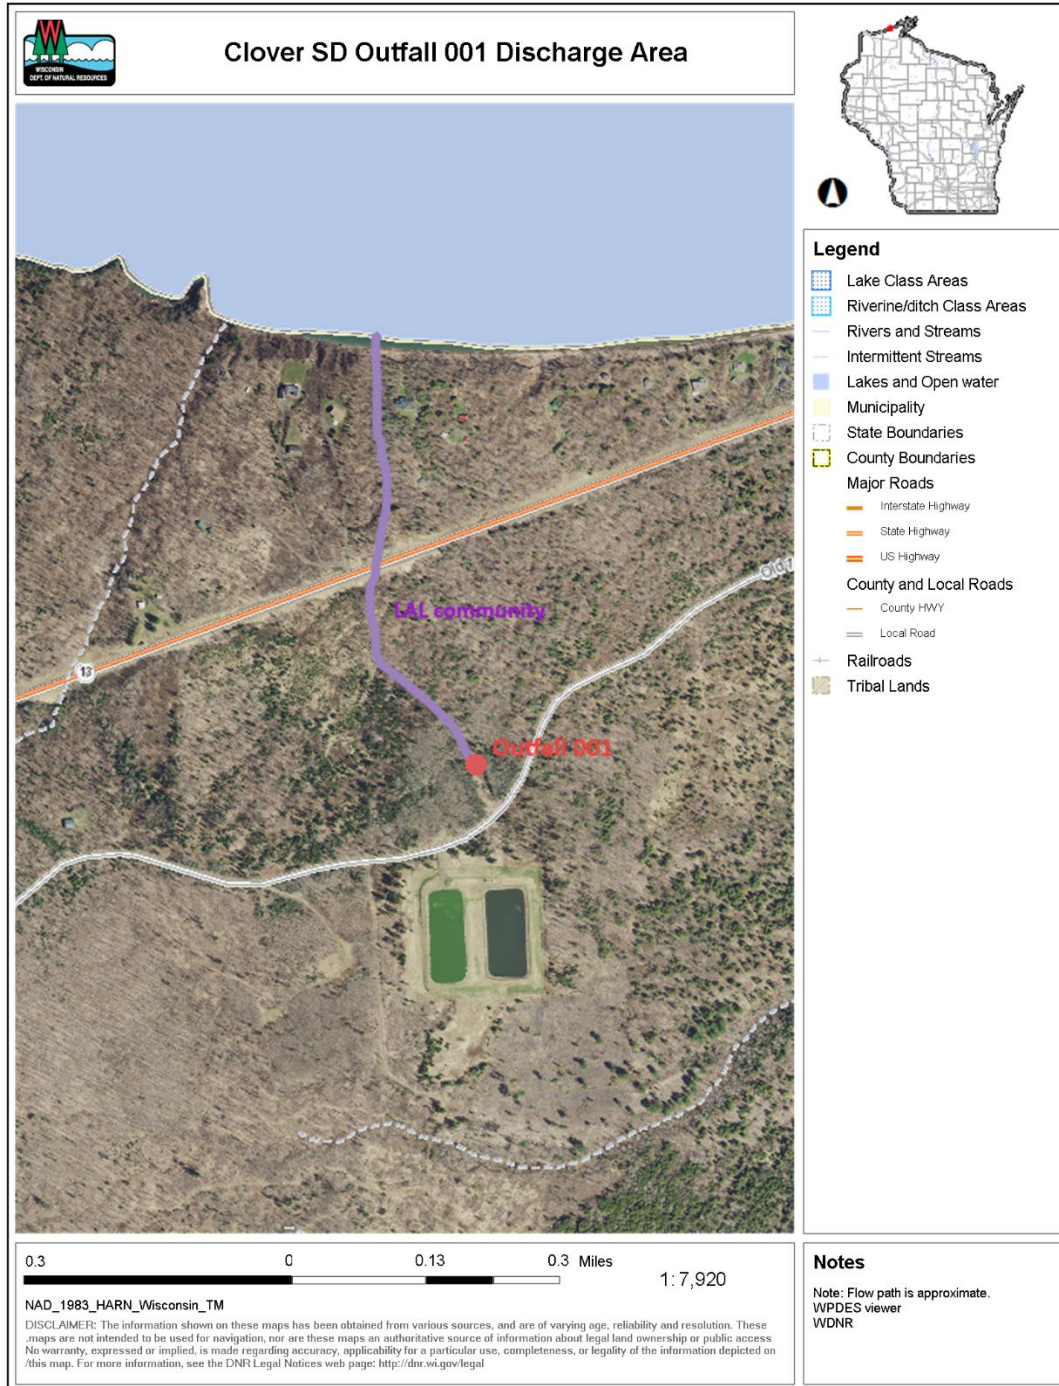 WISCONSIN
DEPT. OF NATURAL RESOURCES
Clover SD Outfall 001 Discharge Area
LAL community
Outfall 001
13
Old 1
Legend
Lake Class Areas
Riverine/ditch Class Areas
Rivers and Streams
Intermittent Streams
Lakes and Open water
Municipality
State Boundaries
County Boundaries
Major Roads
Interstate Highway
State Highway
US Highway
County and Local Roads
County HWY
Local Road
Railroads
Tribal Lands
0.3 0 0.13 0.3 Miles
1: 7,920
NAD_1983_HARN_Wisconsin_TM
DISCLAIMER: The information shown on these maps has been obtained from various sources, and are of varying age, reliability and resolution. These
.maps are not intended to be used for navigation, nor are these maps an authoritative source of information about legal land ownership or public access
No warranty, expressed or implied, is made regarding accuracy, applicability for a particular use, completeness, or legality of the information depicted on
/this map. For more information, see the DNR Legal Notices web page: http://dnr.wi.gov/legal
Notes
Note: Flow path is approximate.
WPDES viewer
WDNR